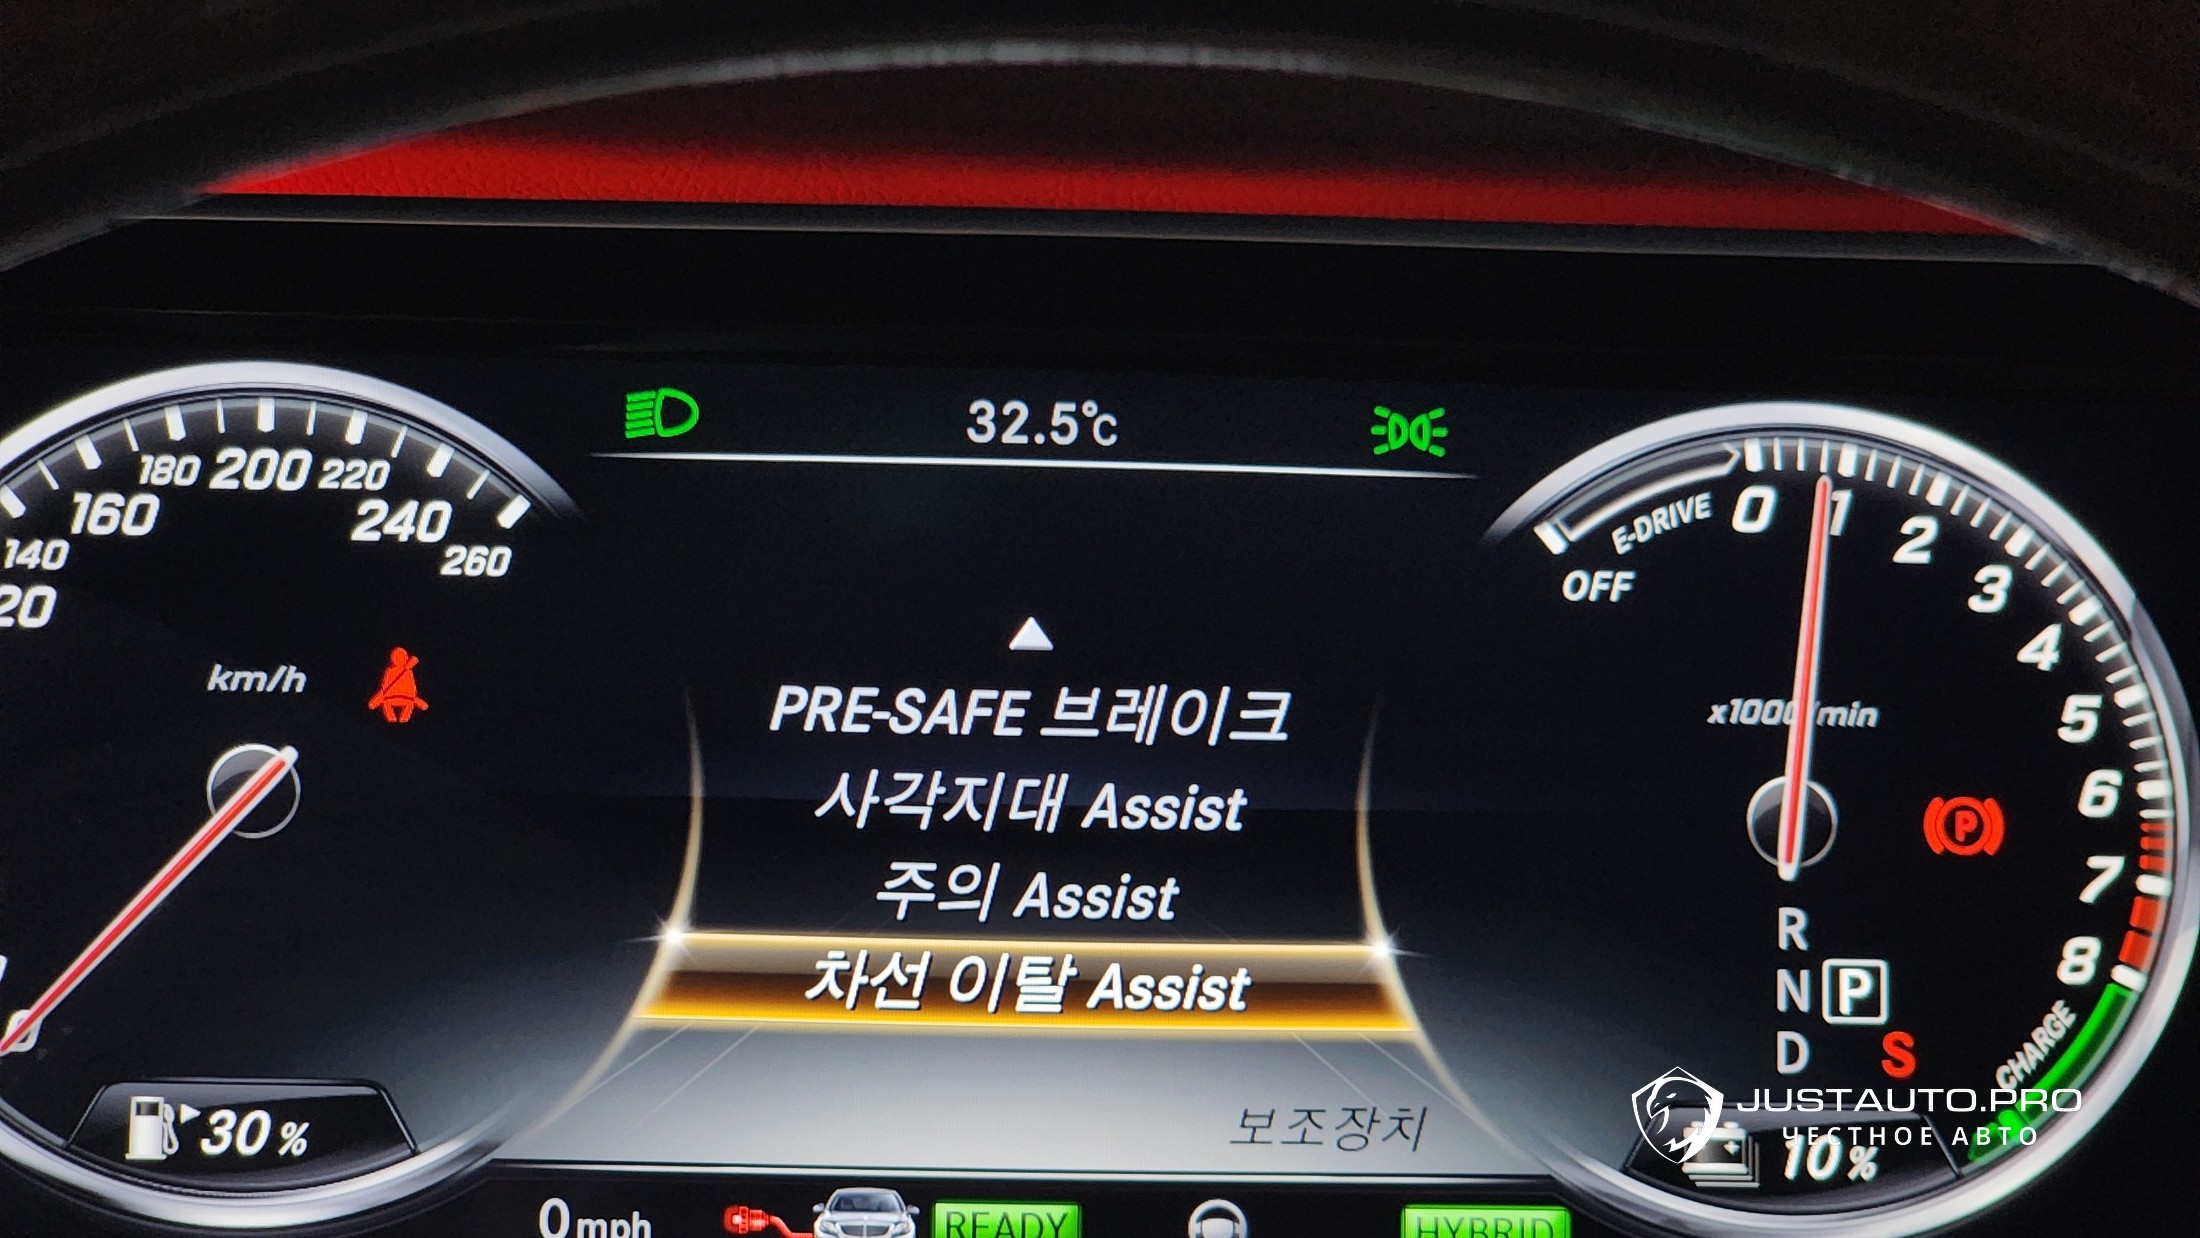 32.5℃
180 200 220
160 240
140 260
20
km/h
0
30%
PRE-SAFE 브레이크
사각지대 Assist
주의 Assist
차선 이탈 Assist
보조장치
0 mph
READY
HYBRID
E-DRIVE
OFF
0 1 2 3 4 5 6 7 8
x1000/min
P
R
N P
D S
CHARGE
JUSTAUTO.PRO
ЧЕСТНОЕ АВТО
10%